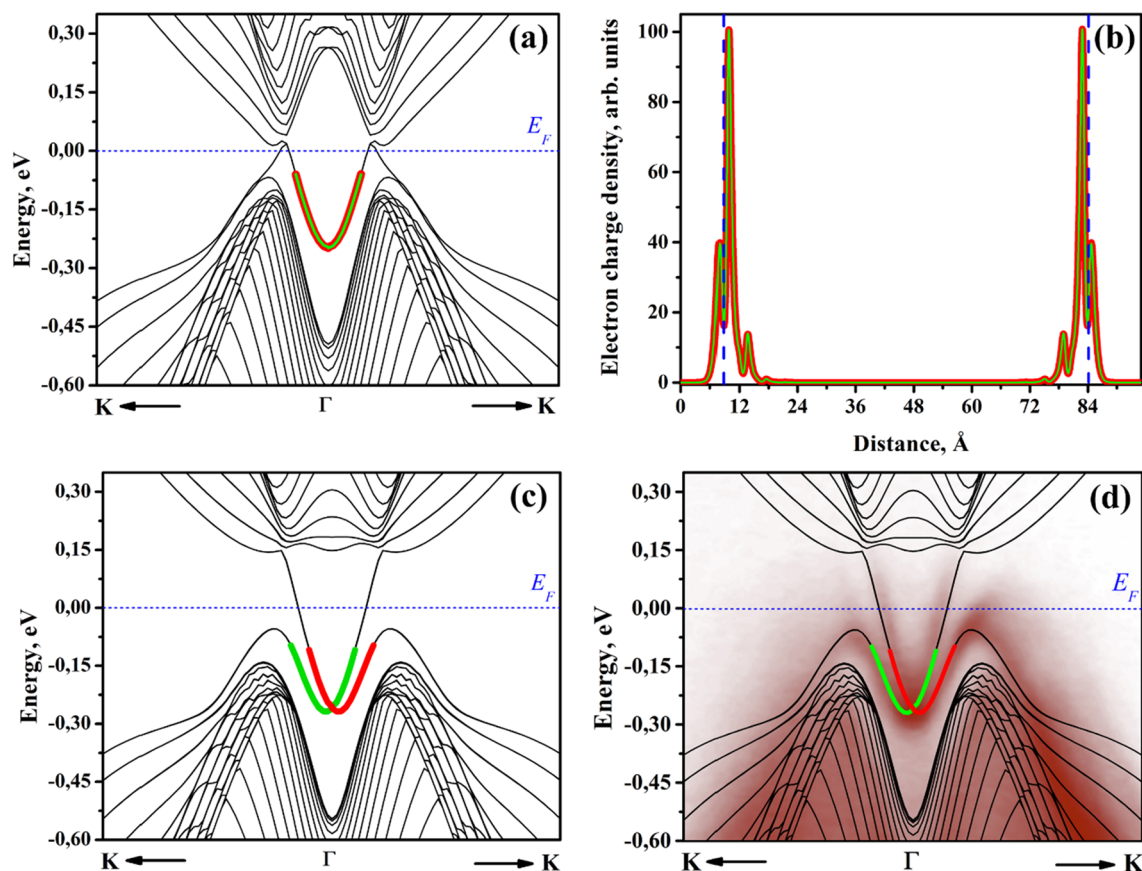 (a)
0,30
0,15
0,00
-0,15
-0,30
-0,45
-0,60
Energy, eV
E_F
K Γ K
(b)
100
80
60
40
20
0
Electron charge density, arb. units
0 12 24 36 48 60 72 84
Distance, Å
(c)
0,30
0,15
0,00
-0,15
-0,30
-0,45
-0,60
Energy, eV
E_F
K Γ K
(d)
0,30
0,15
0,00
-0,15
-0,30
-0,45
-0,60
Energy, eV
E_F
K Γ K